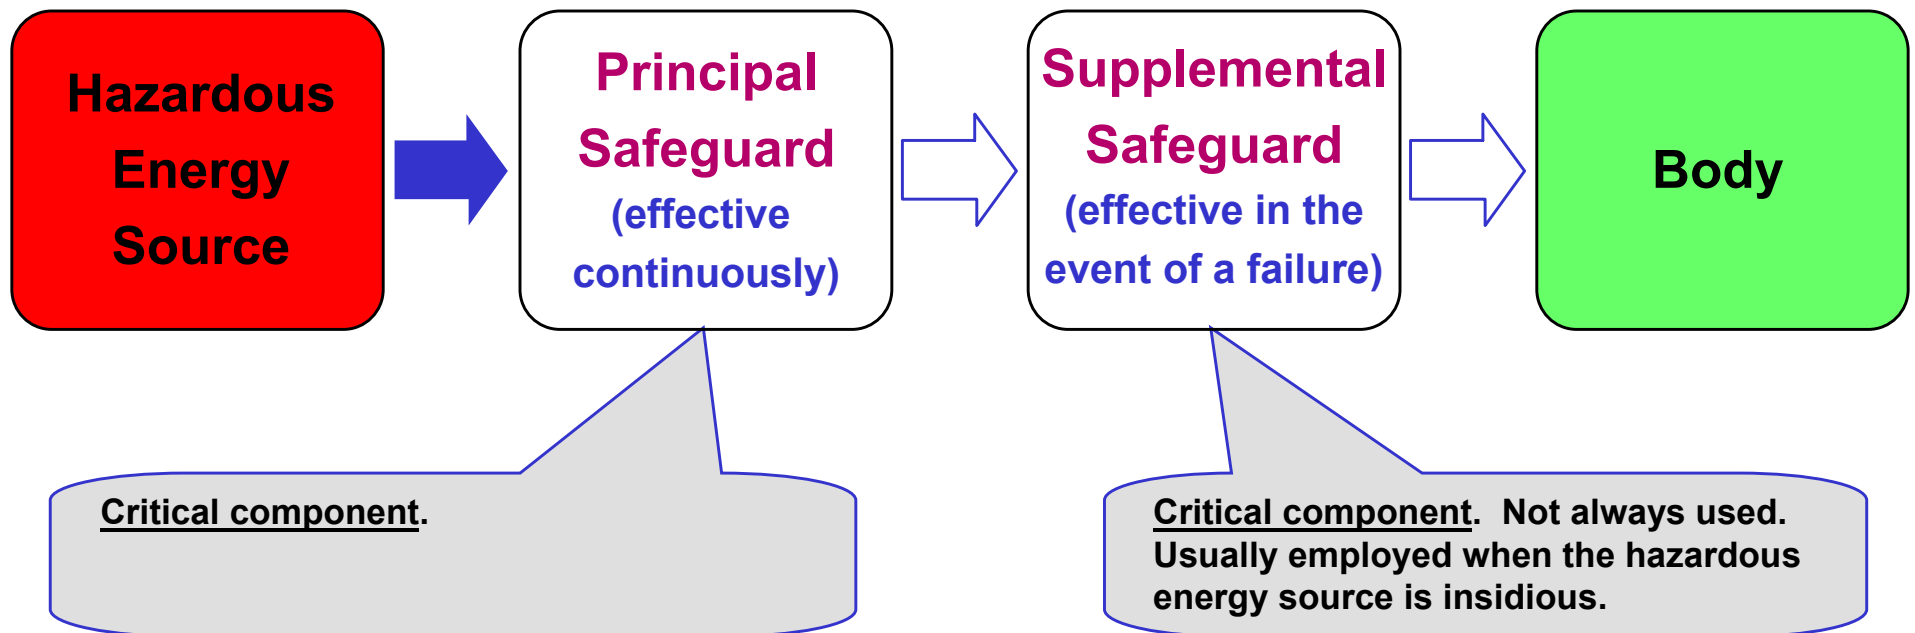 Hazardous
Energy
Source
Principal
Safeguard
(effective
continuously)
Supplemental
Safeguard
(effective in the
event of a failure)
Body
Critical component.
Critical component.  Not always used.
Usually employed when the hazardous
energy source is insidious.